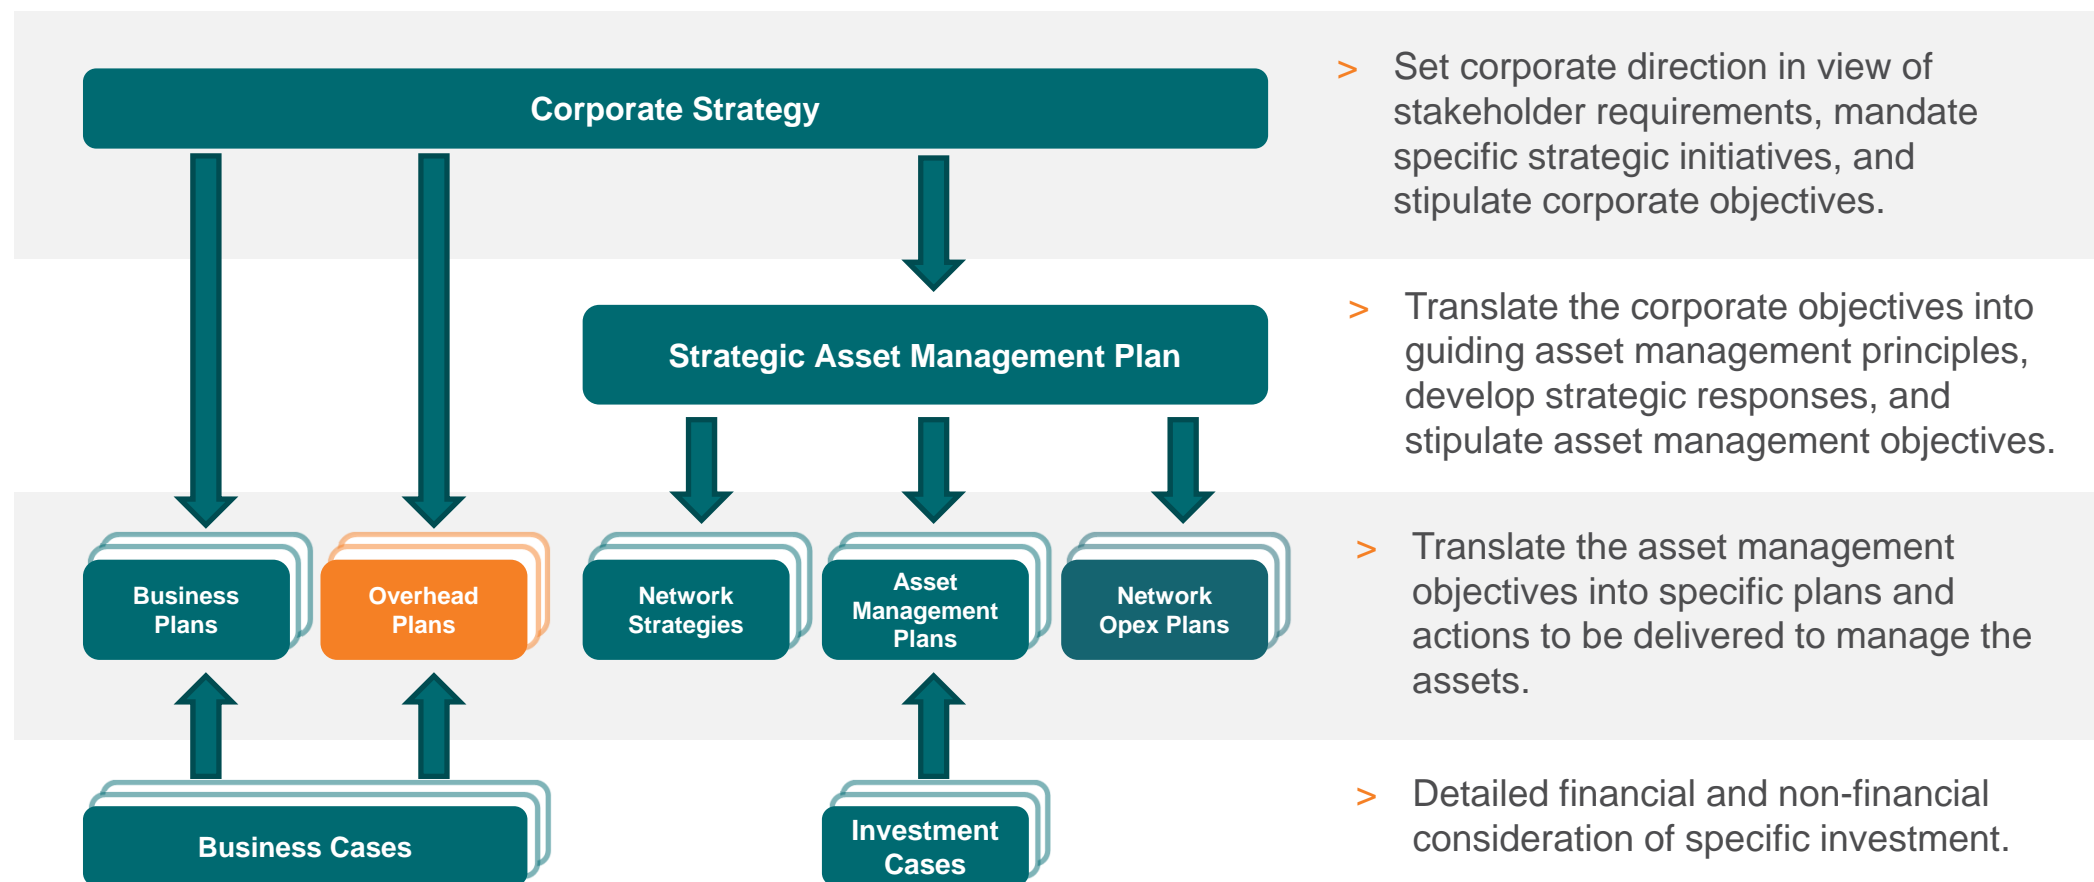 Corporate Strategy
> Set corporate direction in view of
stakeholder requirements, mandate
specific strategic initiatives, and
stipulate corporate objectives.
Strategic Asset Management Plan
> Translate the corporate objectives into
guiding asset management principles,
develop strategic responses, and
stipulate asset management objectives.
Business
Plans
Overhead
Plans
Network
Strategies
Asset
Management
Plans
Network
Opex Plans
> Translate the asset management
objectives into specific plans and
actions to be delivered to manage the
assets.
Business Cases
Investment
Cases
> Detailed financial and non-financial
consideration of specific investment.